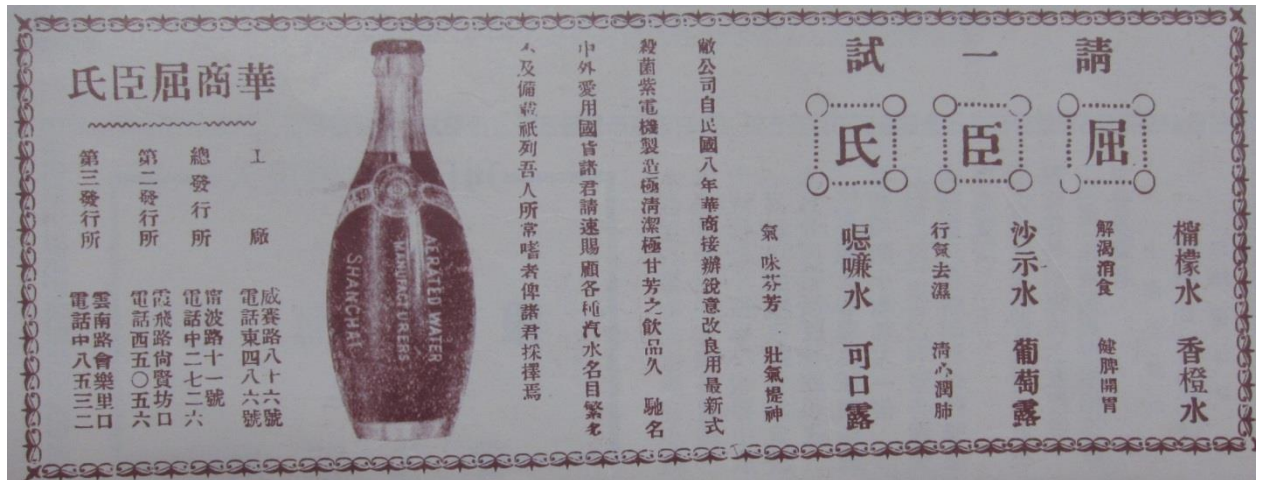 請一試
屈臣氏
檸檬水 香橙水
解渴消食 健脾開胃
沙示水 葡萄露
行氣去濕 清心潤肺
喼嚈水 可口露
氣味芬芳 壯氣提神
敝公司自民國八年華商接辦銳意改良用最新式
殺菌紫電機製造極清潔極甘芳之飲品久 馳名
中外愛用國貨諸君請速賜顧各種汽水名目繁多
不及備載祇列吾人所常嗜者俾諸君採擇焉
AERATED WATER
MANUFACTURERS
SHANGHAI
華商屈臣氏
工廠
威賽路八十六號
電話東四八六號
總發行所
甯波路十一號
電話中二七二六
第二發行所
霞飛路尙賢坊口
電話西五〇五六
第三發行所
雲南路會樂里口
電話中八五三二